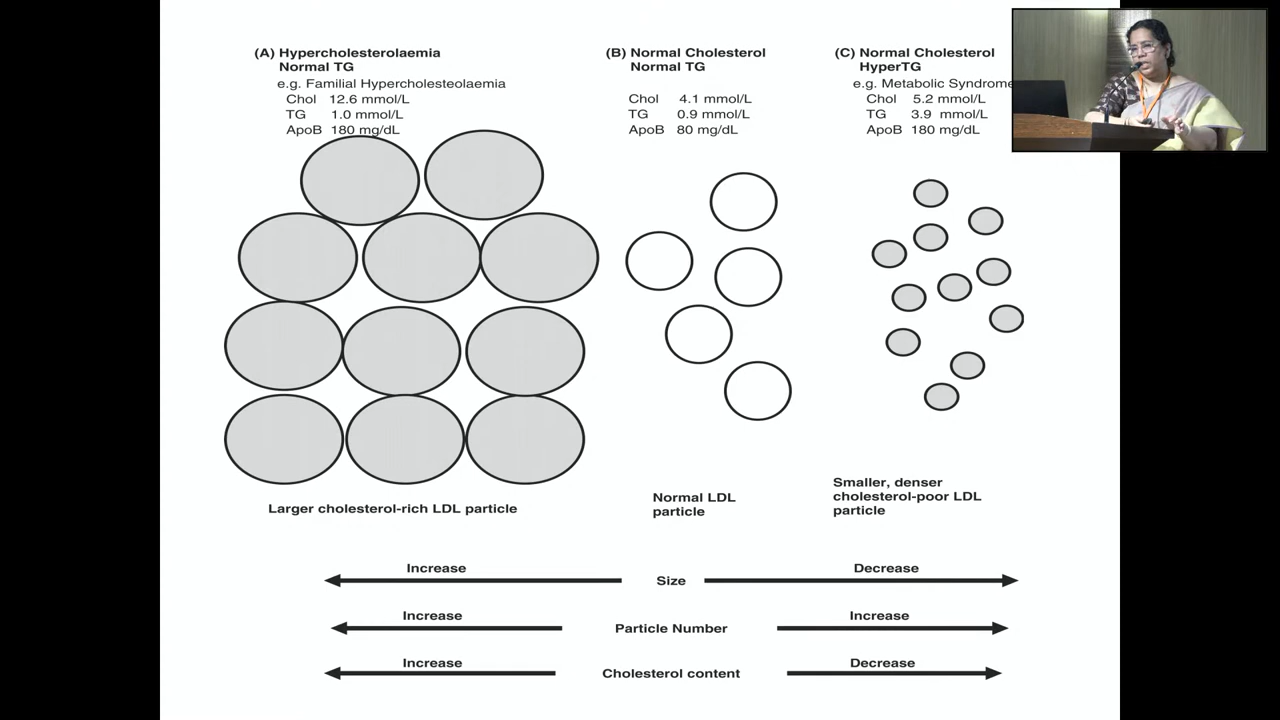 (A) Hypercholesterolaemia
Normal TG
e.g. Familial Hypercholesteolaemia
Chol 12.6 mmol/L
TG 1.0 mmol/L
ApoB 180 mg/dL
(B) Normal Cholesterol
Normal TG
Chol 4.1 mmol/L
TG 0.9 mmol/L
ApoB 80 mg/dL
(C) Normal Cholesterol
HyperTG
e.g. Metabolic Syndrome
Chol 5.2 mmol/L
TG 3.9 mmol/L
ApoB 180 mg/dL
Larger cholesterol-rich LDL particle
Normal LDL
particle
Smaller, denser
cholesterol-poor LDL
particle
Increase Size Decrease
Increase Particle Number Increase
Increase Cholesterol content Decrease